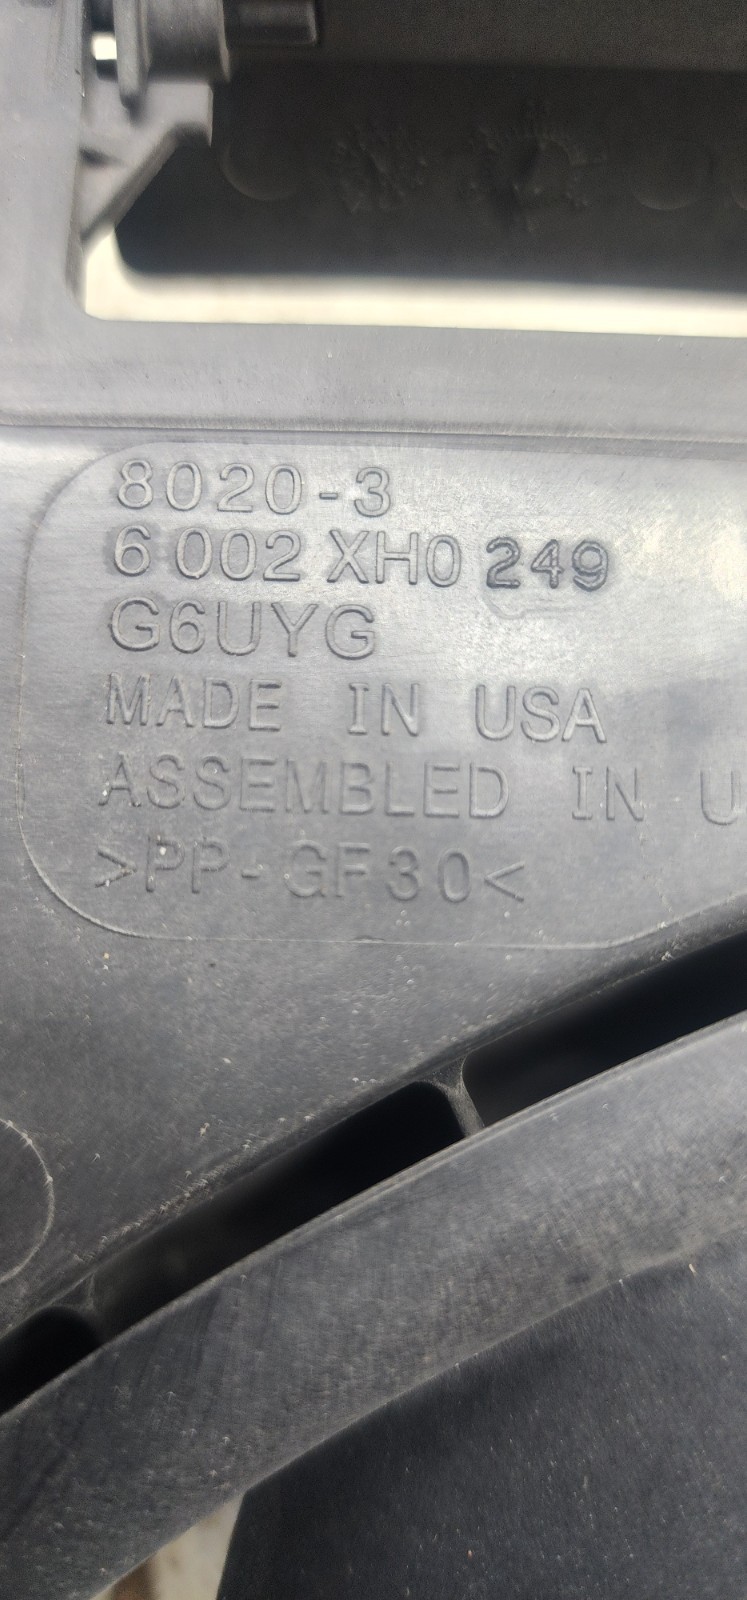 8020-3
6 002 XH0 249
G6UYG
MADE IN USA
ASSEMBLED IN U
>PP-GF30<